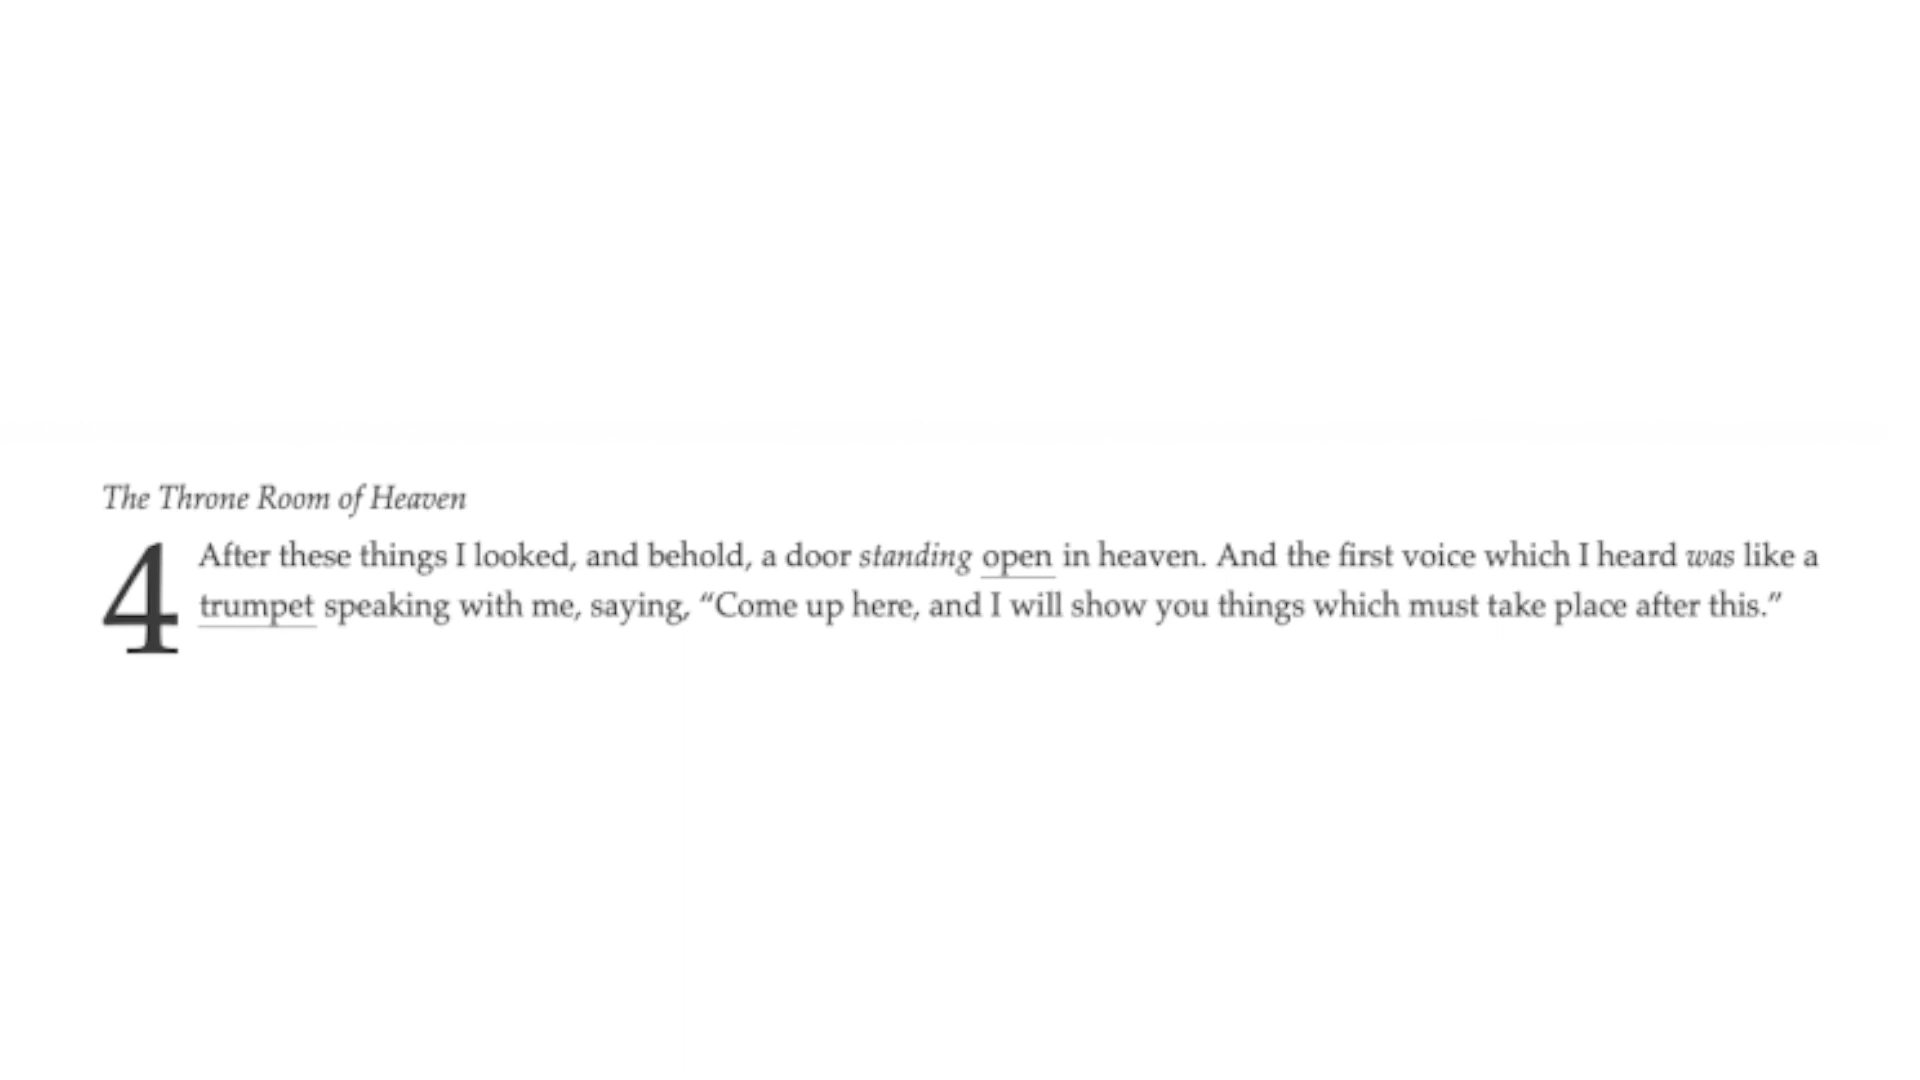 The Throne Room of Heaven
4 After these things I looked, and behold, a door standing open in heaven. And the first voice which I heard was like a
trumpet speaking with me, saying, “Come up here, and I will show you things which must take place after this.”